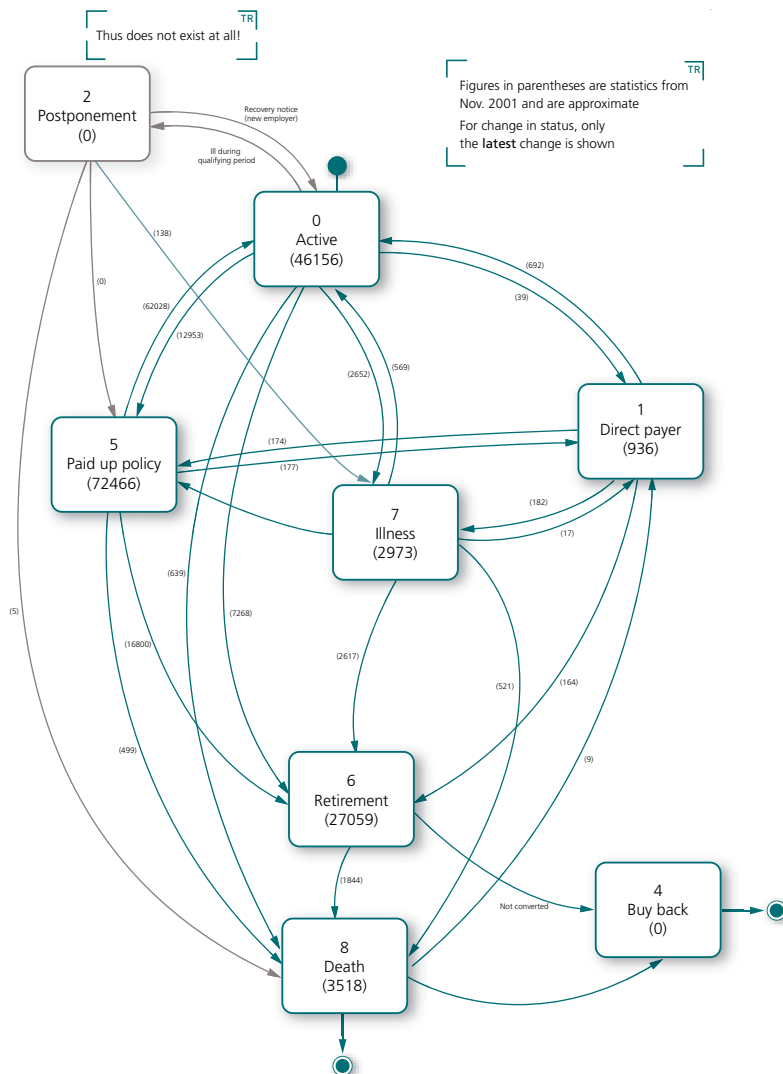 TR
Thus does not exist at all!
TR
Figures in parentheses are statistics from
Nov. 2001 and are approximate
For change in status, only
the latest change is shown
2
Postponement
(0)
Recovery notice
(new employer)
Ill during
qualifying period
0
Active
(46156)
(138)
(0)
(62028)
(12953)
(2652)
(569)
(692)
(39)
1
Direct payer
(936)
5
Paid up policy
(72466)
(174)
(177)
7
Illness
(2973)
(182)
(17)
(5)
(639)
(7268)
(16800)
(2617)
(521)
(164)
(499)
(9)
6
Retirement
(27059)
(1844)
Not converted
4
Buy back
(0)
8
Death
(3518)